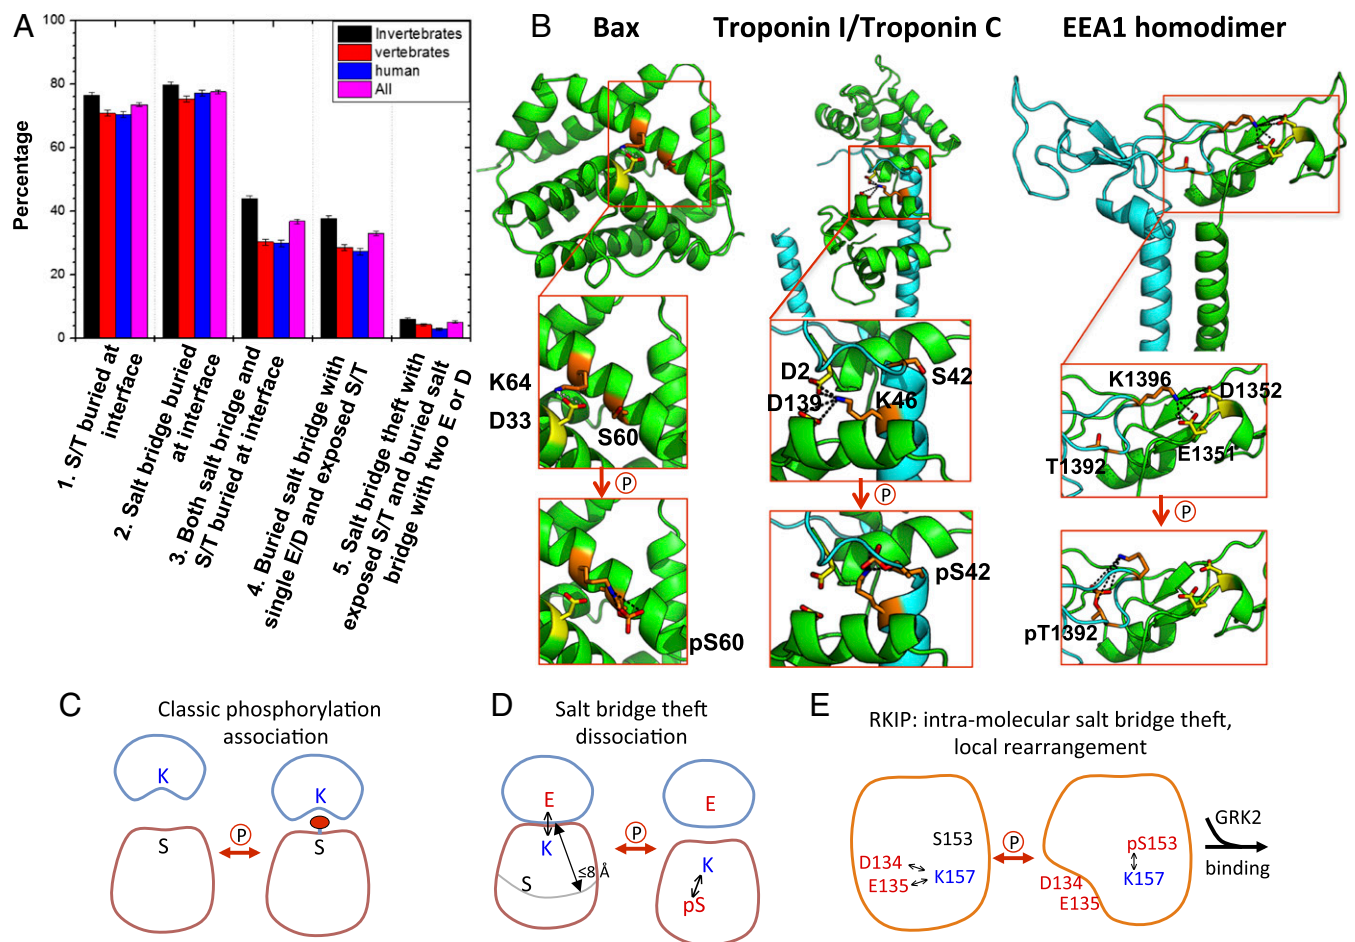 A
100
80
60
40
20
0
Percentage
Invertebrates
vertebrates
human
All
1. S/T buried at
interface
2. Salt bridge buried
at interface
3. Both salt bridge and
S/T buried at interface
4. Buried salt bridge with
single E/D and exposed S/T
5. Salt bridge theft with
exposed S/T and buried salt
bridge with two E or D
B
Bax
Troponin I/Troponin C
EEA1 homodimer
K64
D33
S60
P
pS60
D2
D139
S42
K46
P
pS42
K1396
D1352
T1392
E1351
P
pT1392
C
Classic phosphorylation
association
K
S
P
K
S
D
Salt bridge theft
dissociation
E
K
S
≤8 Å
P
E
K
pS
E
RKIP: intra-molecular salt bridge theft,
local rearrangement
S153
D134
E135
K157
P
pS153
K157
D134
E135
GRK2
binding